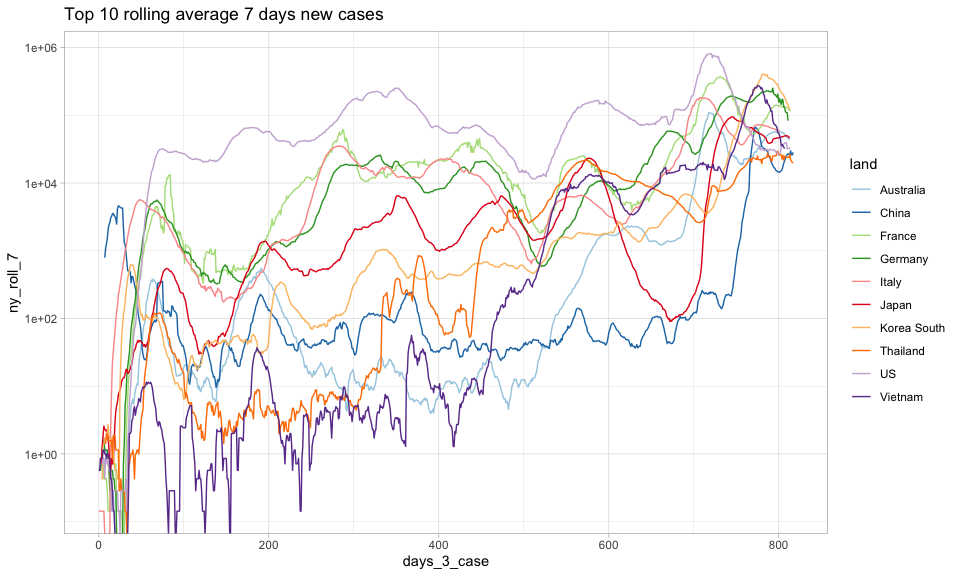 Top 10 rolling average 7 days new cases
1e+06
1e+04
1e+02
1e+00
ny_roll_7
0
200
400
600
800
days_3_case
land
Australia
China
France
Germany
Italy
Japan
Korea South
Thailand
US
Vietnam